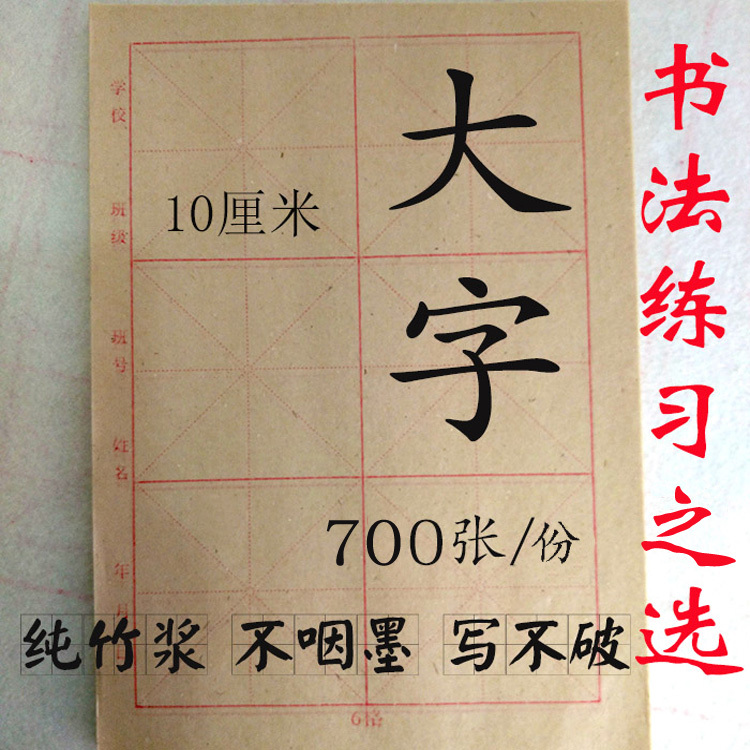 书法练习之选
大字
10厘米
700张/份
纯竹浆 不咽墨 写不破
学校
班级
班号
姓名
年月
6格